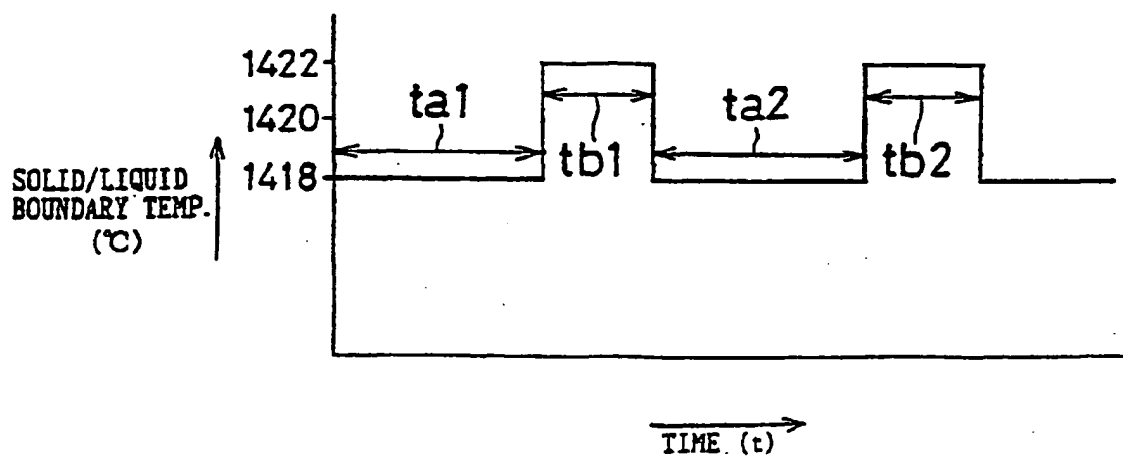 1422
1420
1418
ta1
tb1
ta2
tb2
SOLID/LIQUID
BOUNDARY TEMP.
(℃)
TIME (t)